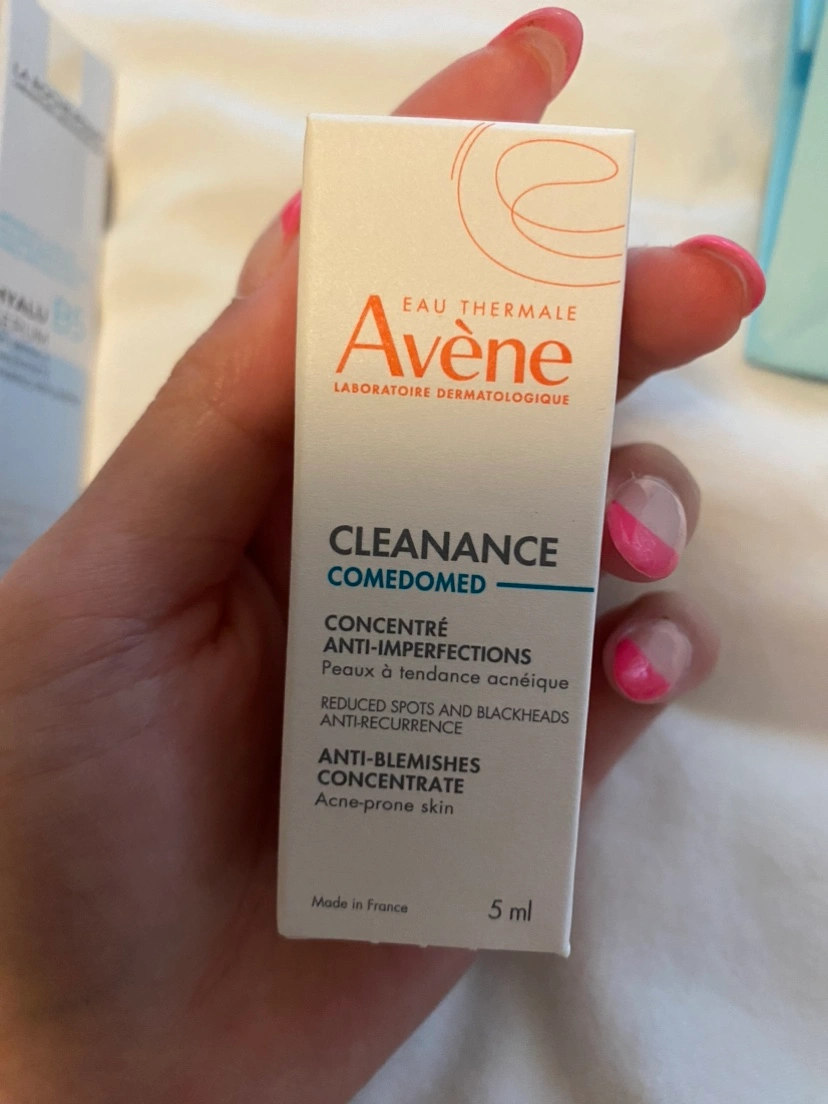 EAU THERMALE
Avène
LABORATOIRE DERMATOLOGIQUE
CLEANANCE
COMEDOMED
CONCENTRÉ
ANTI-IMPERFECTIONS
Peaux à tendance acnéique
REDUCED SPOTS AND BLACKHEADS
ANTI-RECURRENCE
ANTI-BLEMISHES
CONCENTRATE
Acne-prone skin
Made in France
5 ml
B5